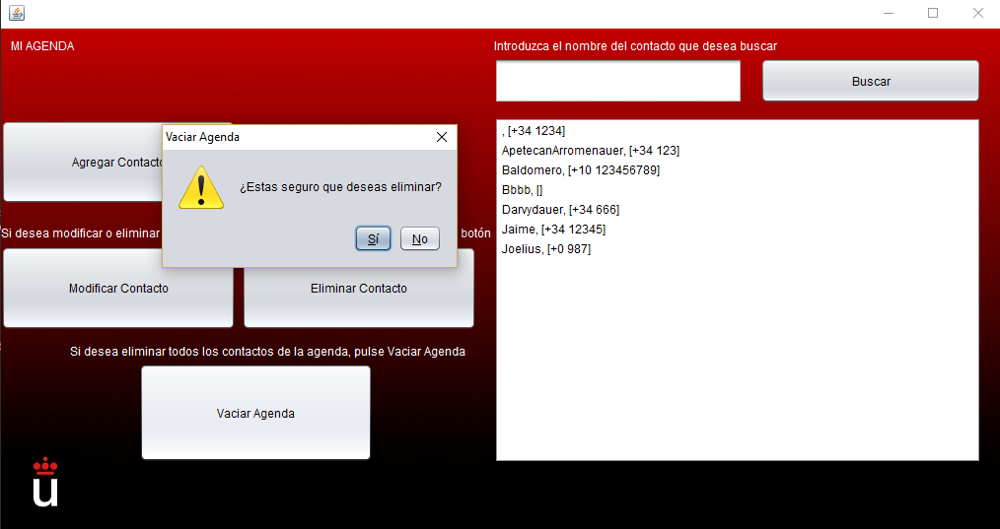 MI AGENDA
Introduzca el nombre del contacto que desea buscar
Buscar
Agregar Contacto
Vaciar Agenda
¿Estas seguro que deseas eliminar?
Sí
No
Si desea modificar o eliminar
botón
Modificar Contacto
Eliminar Contacto
Si desea eliminar todos los contactos de la agenda, pulse Vaciar Agenda
Vaciar Agenda
, [+34 1234]
ApetecanArromenauer, [+34 123]
Baldomero, [+10 123456789]
Bbbb, []
Darvydauer, [+34 666]
Jaime, [+34 12345]
Joelius, [+0 987]
u